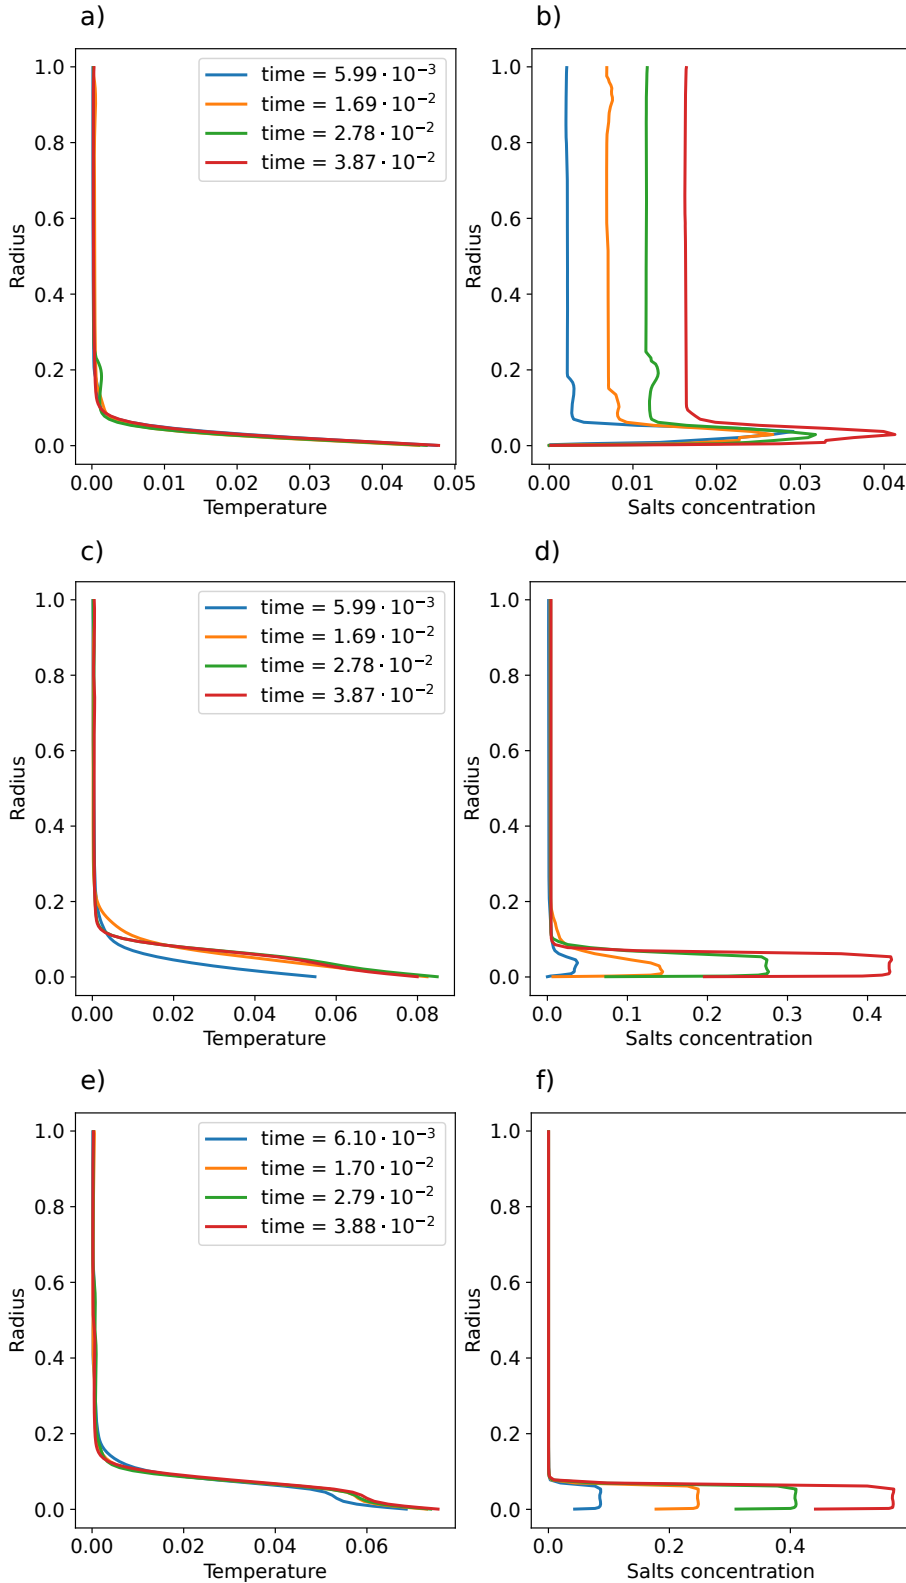 a)
b)
1.0
0.8
0.6
0.4
0.2
0.0
Radius
time = 5.99 · 10⁻³
time = 1.69 · 10⁻²
time = 2.78 · 10⁻²
time = 3.87 · 10⁻²
0.00 0.01 0.02 0.03 0.04 0.05
Temperature
1.0
0.8
0.6
0.4
0.2
0.0
Radius
0.00 0.01 0.02 0.03 0.04
Salts concentration
c)
d)
1.0
0.8
0.6
0.4
0.2
0.0
Radius
time = 5.99 · 10⁻³
time = 1.69 · 10⁻²
time = 2.78 · 10⁻²
time = 3.87 · 10⁻²
0.00 0.02 0.04 0.06 0.08
Temperature
1.0
0.8
0.6
0.4
0.2
0.0
Radius
0.0 0.1 0.2 0.3 0.4
Salts concentration
e)
f)
1.0
0.8
0.6
0.4
0.2
0.0
Radius
time = 6.10 · 10⁻³
time = 1.70 · 10⁻²
time = 2.79 · 10⁻²
time = 3.88 · 10⁻²
0.00 0.02 0.04 0.06
Temperature
1.0
0.8
0.6
0.4
0.2
0.0
Radius
0.0 0.2 0.4
Salts concentration